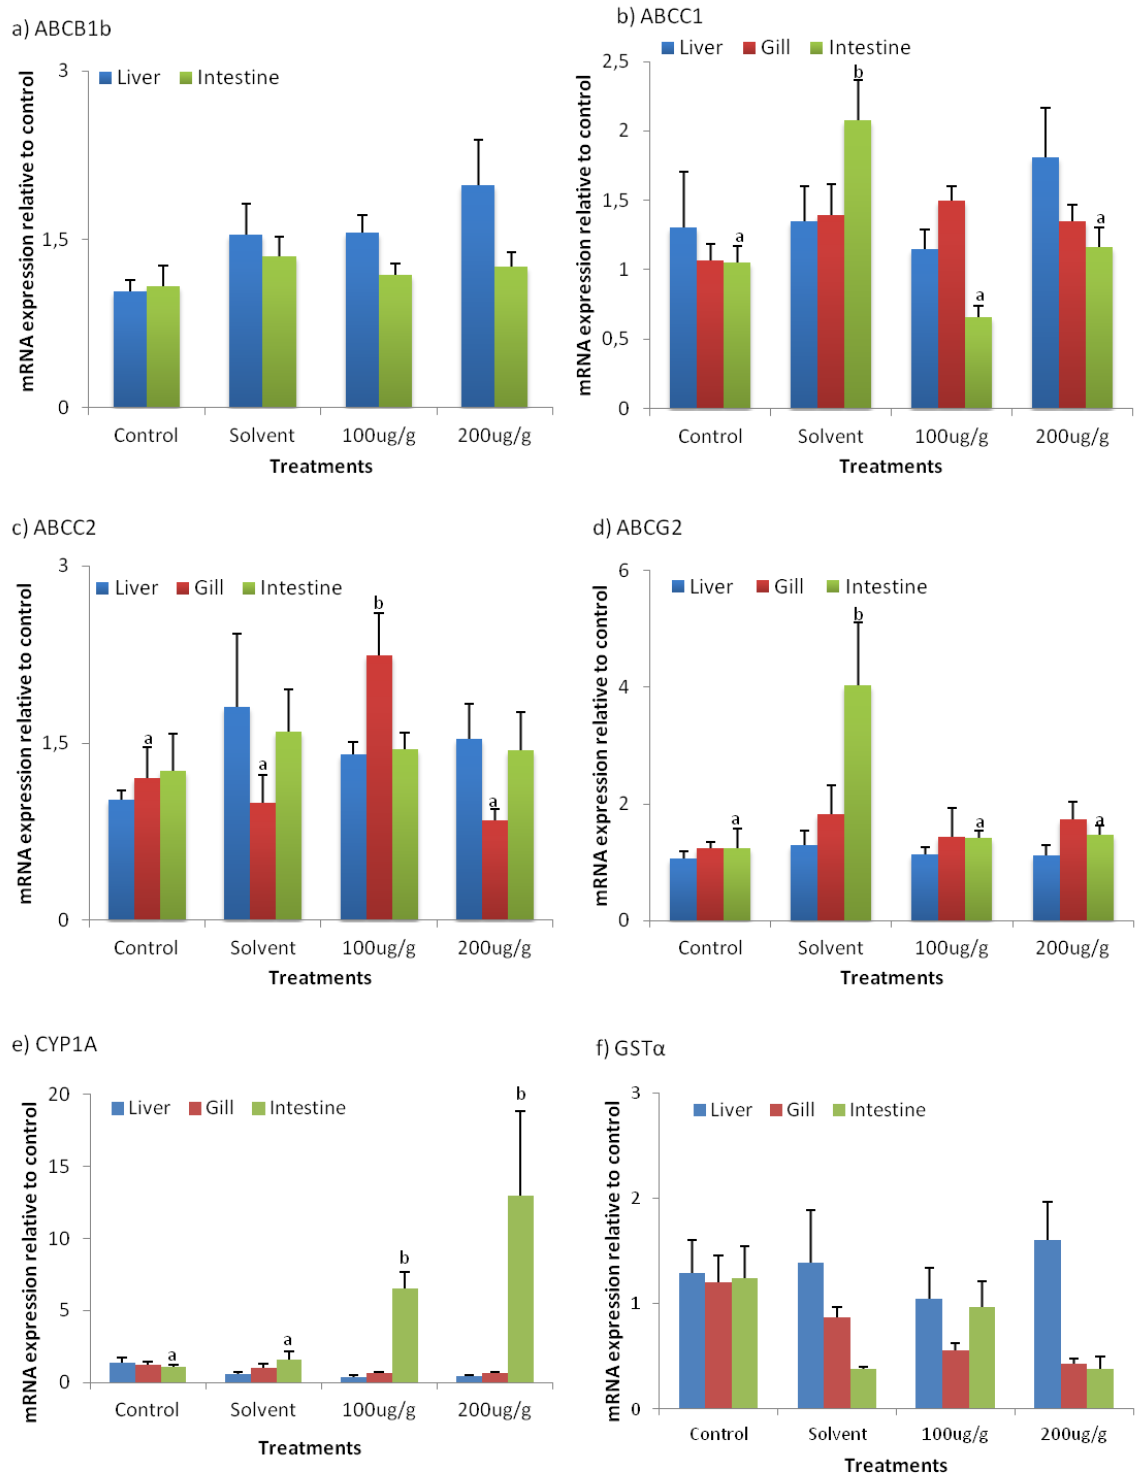 a) ABCB1b
mRNA expression relative to control
3
1,5
0
Liver Intestine
Control Solvent 100ug/g 200ug/g
Treatments
b) ABCC1
mRNA expression relative to control
2,5
2
1,5
1
0,5
0
Liver Gill Intestine
a b a a
Control Solvent 100ug/g 200ug/g
Treatments
c) ABCC2
mRNA expression relative to control
3
1,5
0
Liver Gill Intestine
a a b a
Control Solvent 100ug/g 200ug/g
Treatments
d) ABCG2
mRNA expression relative to control
6
4
2
0
Liver Gill Intestine
a b a a
Control Solvent 100ug/g 200ug/g
Treatments
e) CYP1A
mRNA expression relative to control
20
15
10
5
0
Liver Gill Intestine
a a b b
Control Solvent 100ug/g 200ug/g
Treatments
f) GSTα
mRNA expression relative to control
3
2
1
0
Liver Gill Intestine
Control Solvent 100ug/g 200ug/g
Treatments